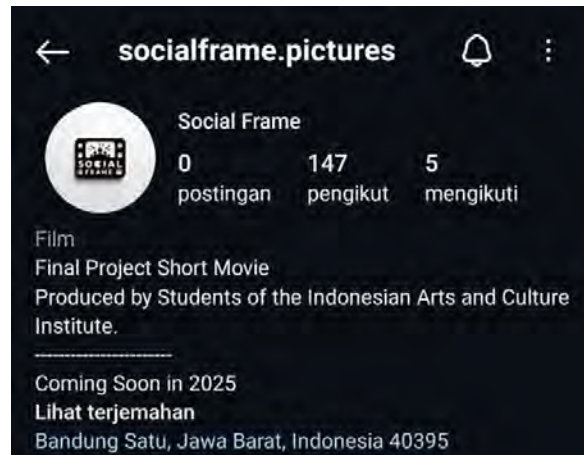 socialframe.pictures
Social Frame
SOCIAL
FRAME
0 147 5
postingan pengikut mengikuti
Film
Final Project Short Movie
Produced by Students of the Indonesian Arts and Culture
Institute.
-----------------------
Coming Soon in 2025
Lihat terjemahan
Bandung Satu, Jawa Barat, Indonesia 40395